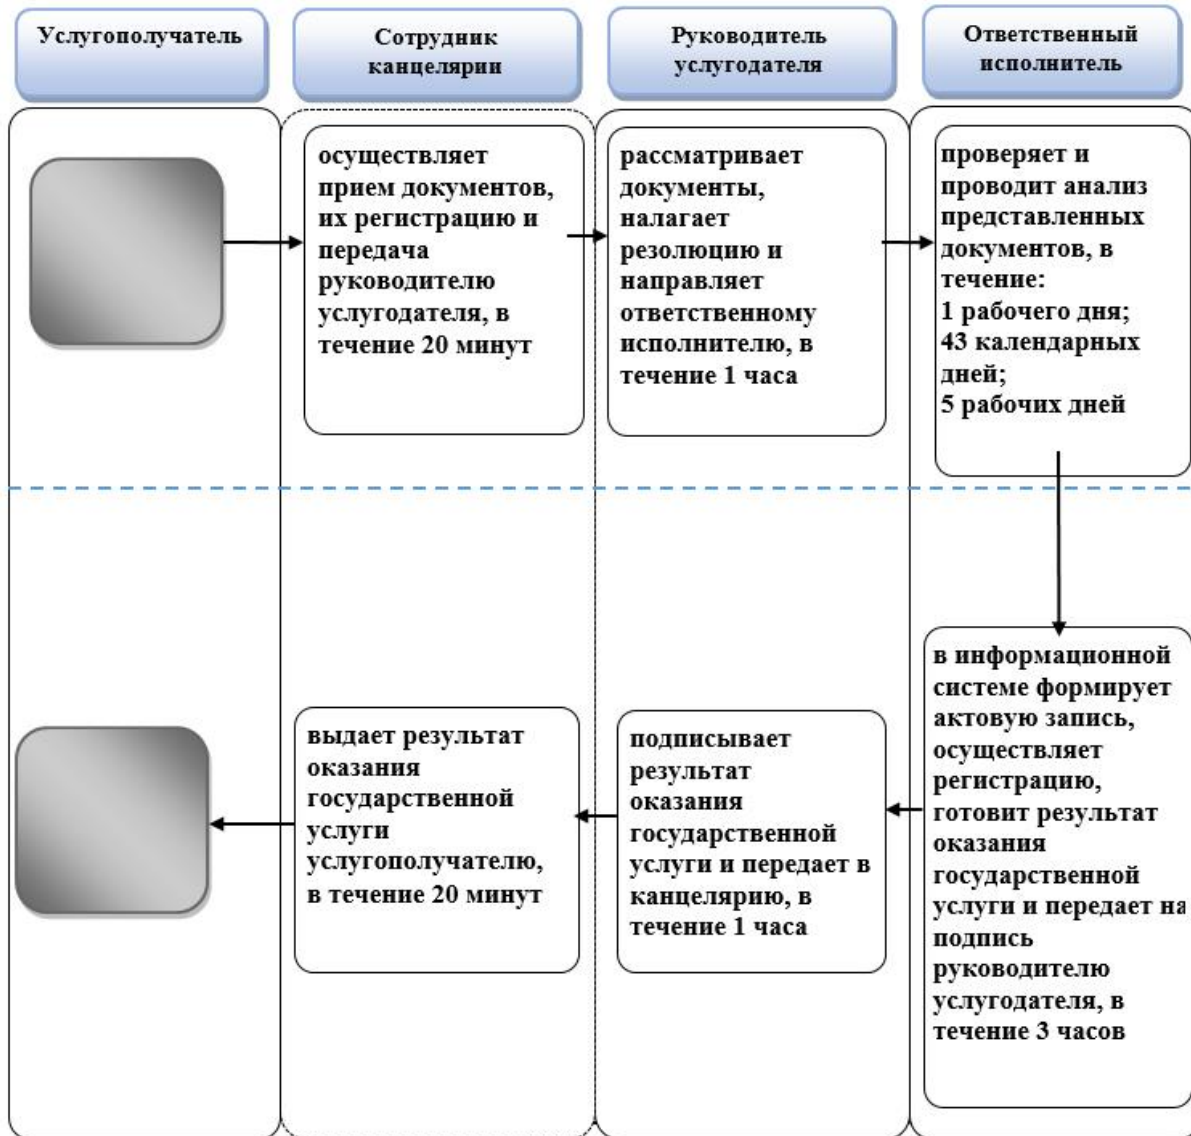 Услугополучатель
Сотрудник
канцелярии
Руководитель
услугодателя
Ответственный
исполнитель
осуществляет
прием документов,
их регистрацию и
передача
руководителю
услугодателя, в
течение 20 минут
рассматривает
документы,
налагает
резолюцию и
направляет
ответственному
исполнителю, в
течение 1 часа
проверяет и
проводит анализ
представленных
документов, в
течение:
1 рабочего дня;
43 календарных
дней;
5 рабочих дней
выдает результат
оказания
государственной
услуги
услугополучателю,
в течение 20 минут
подписывает
результат
оказания
государственной
услуги и передает в
канцелярию, в
течение 1 часа
в информационной
системе формирует
актовую запись,
осуществляет
регистрацию,
готовит результат
оказания
государственной
услуги и передает на
подпись
руководителю
услугодателя, в
течение 3 часов